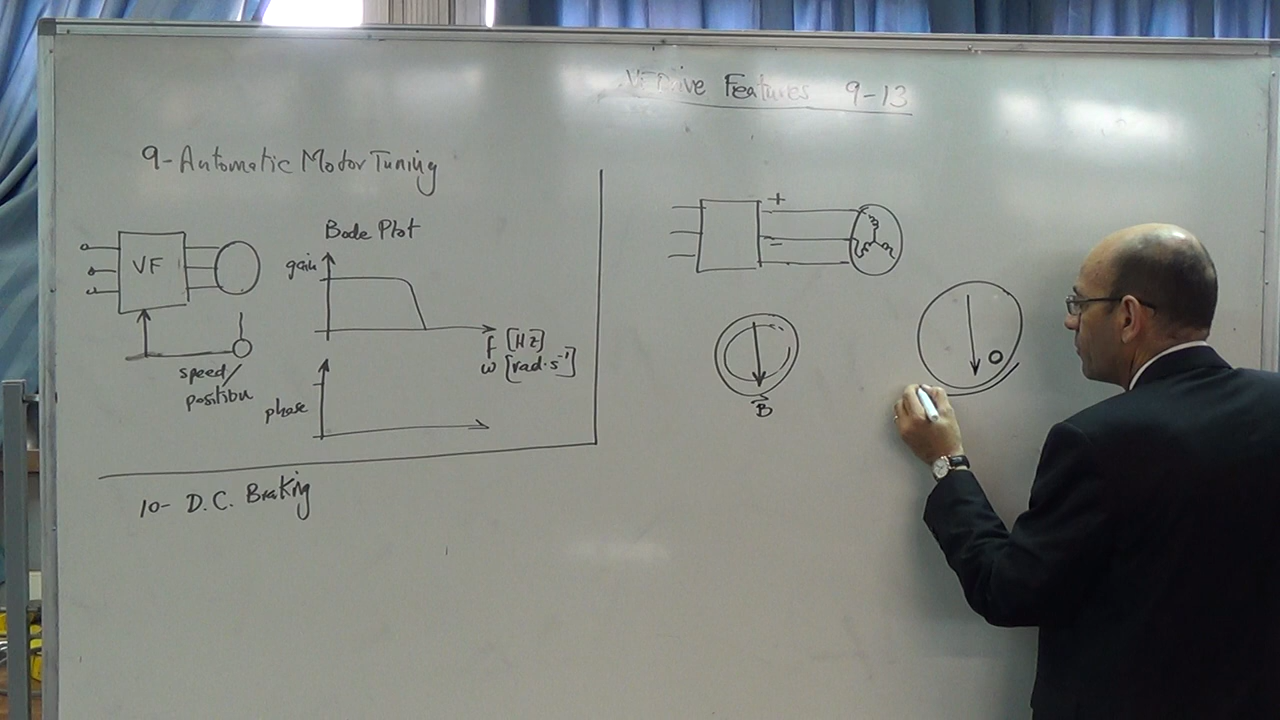 VF Drive Features 9-13
9- Automatic Motor Tuning
VF
speed/
position
Bode Plot
gain
f [Hz]
ω [rad·s⁻¹]
phase
10- D.C. Braking
+
-
B